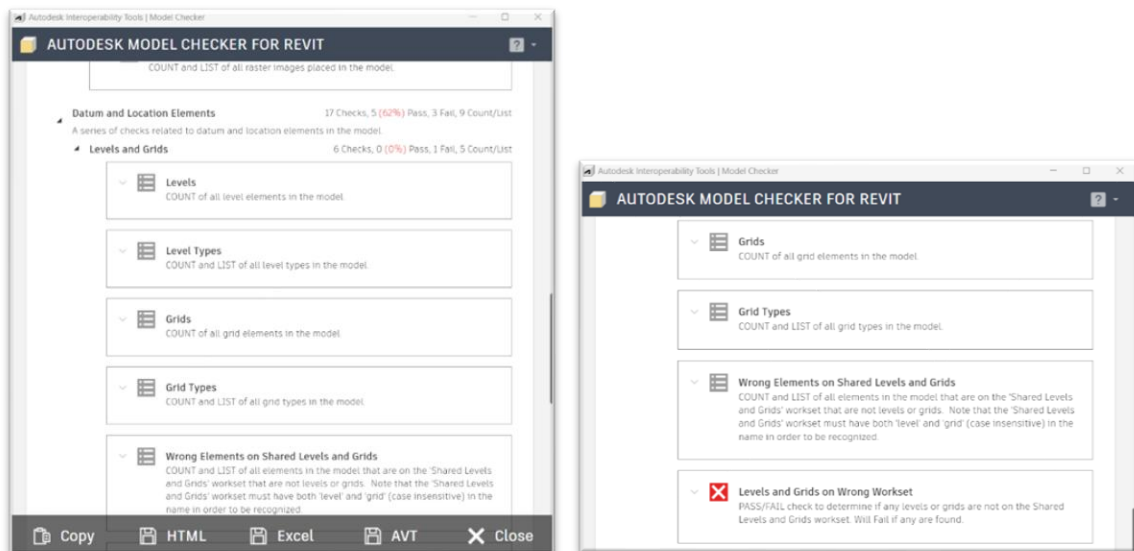 Autodesk Interoperability Tools | Model Checker
AUTODESK MODEL CHECKER FOR REVIT
?
COUNT and LIST of all raster images placed in the model.
Datum and Location Elements
17 Checks, 5 (62%) Pass, 3 Fail, 9 Count/List
A series of checks related to datum and location elements in the model.
Levels and Grids
6 Checks, 0 (0%) Pass, 1 Fail, 5 Count/List
Levels
COUNT of all level elements in the model.
Level Types
COUNT and LIST of all level types in the model.
Grids
COUNT of all grid elements in the model.
Grid Types
COUNT and LIST of all grid types in the model.
Wrong Elements on Shared Levels and Grids
COUNT and LIST of all elements in the model that are on the 'Shared Levels
and Grids' workset that are not levels or grids. Note that the 'Shared Levels
and Grids' workset must have both 'level' and 'grid' (case insensitive) in the
name in order to be recognized.
Copy
HTML
Excel
AVT
Close
Autodesk Interoperability Tools | Model Checker
AUTODESK MODEL CHECKER FOR REVIT
?
Grids
COUNT of all grid elements in the model.
Grid Types
COUNT and LIST of all grid types in the model.
Wrong Elements on Shared Levels and Grids
COUNT and LIST of all elements in the model that are on the 'Shared Levels
and Grids' workset that are not levels or grids. Note that the 'Shared Levels
and Grids' workset must have both 'level' and 'grid' (case insensitive) in the
name in order to be recognized.
Levels and Grids on Wrong Workset
PASS/FAIL check to determine if any levels or grids are not on the Shared
Levels and Grids workset. Will Fail if any are found.